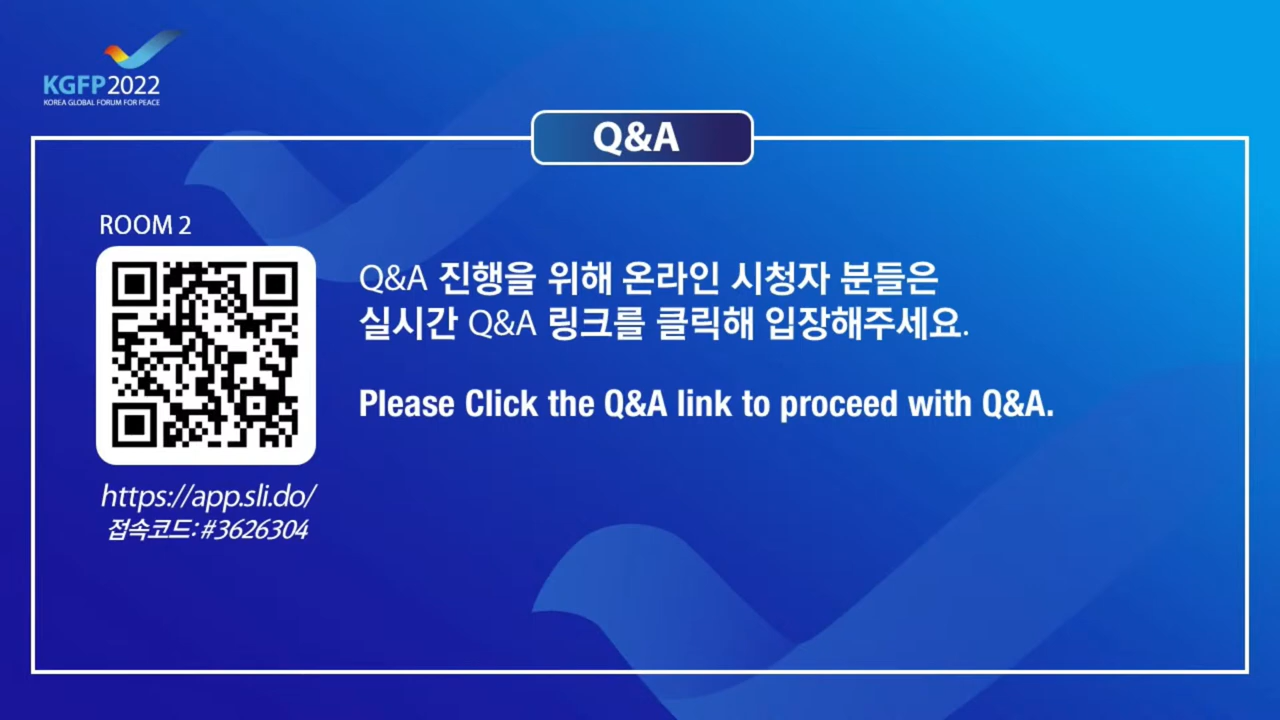 KGFP2022
KOREA GLOBAL FORUM FOR PEACE
Q&A
ROOM 2
Q&A 진행을 위해 온라인 시청자 분들은
실시간 Q&A 링크를 클릭해 입장해주세요.
Please Click the Q&A link to proceed with Q&A.
https://app.sli.do/
접속코드: #3626304